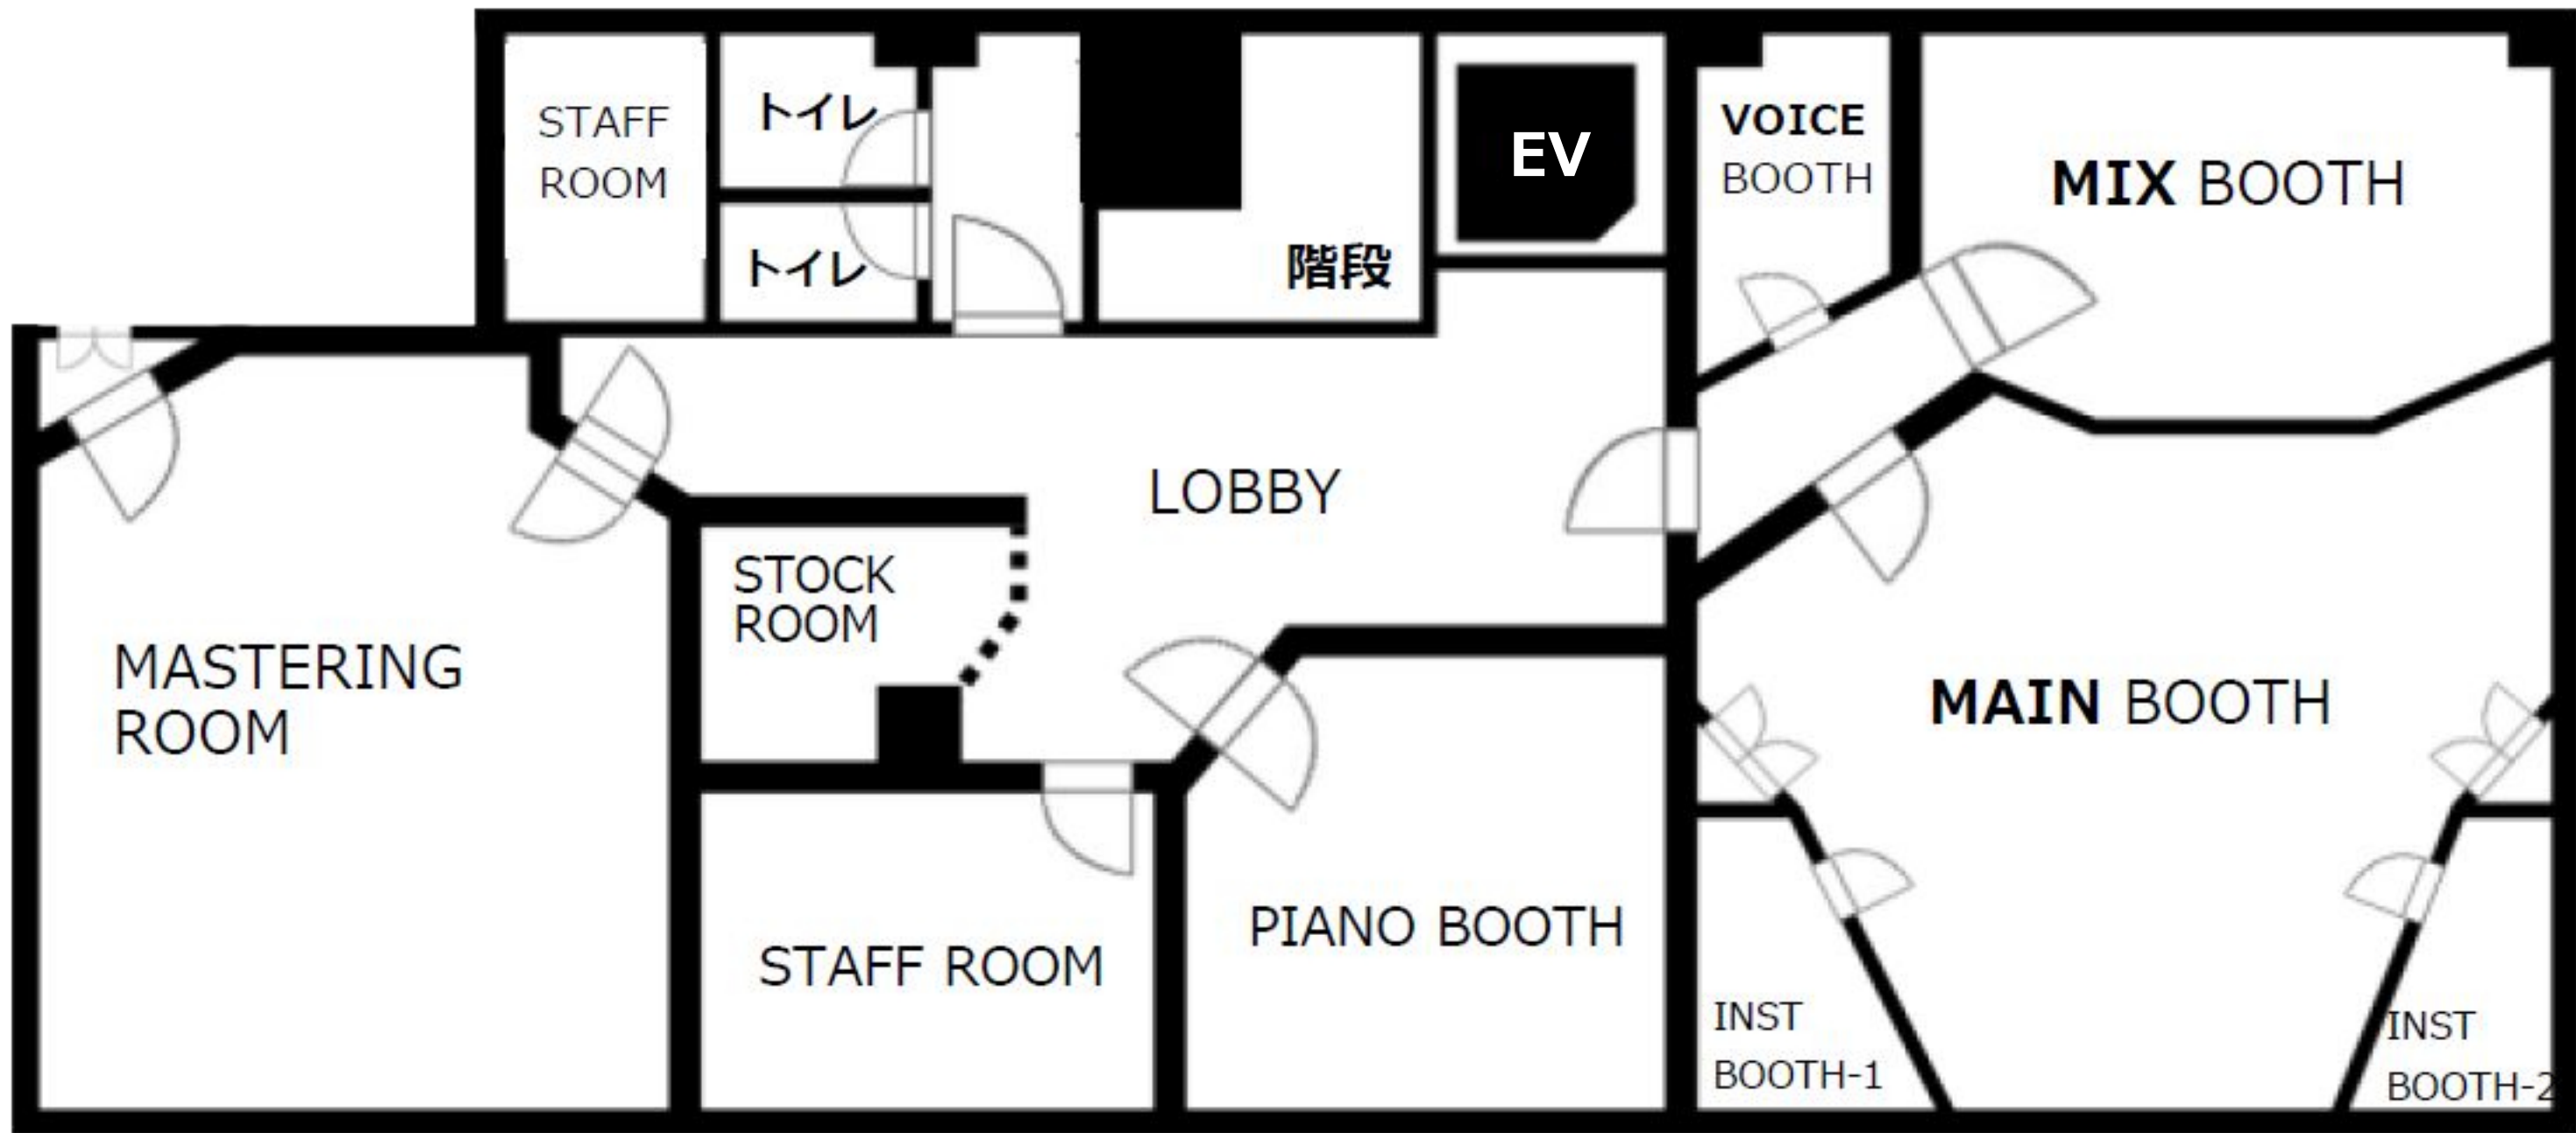 STAFF
ROOM
トイレ
トイレ
階段
EV
VOICE
BOOTH
MIX BOOTH
LOBBY
STOCK
ROOM
MASTERING
ROOM
MAIN BOOTH
STAFF ROOM
PIANO BOOTH
INST
BOOTH-1
INST
BOOTH-2